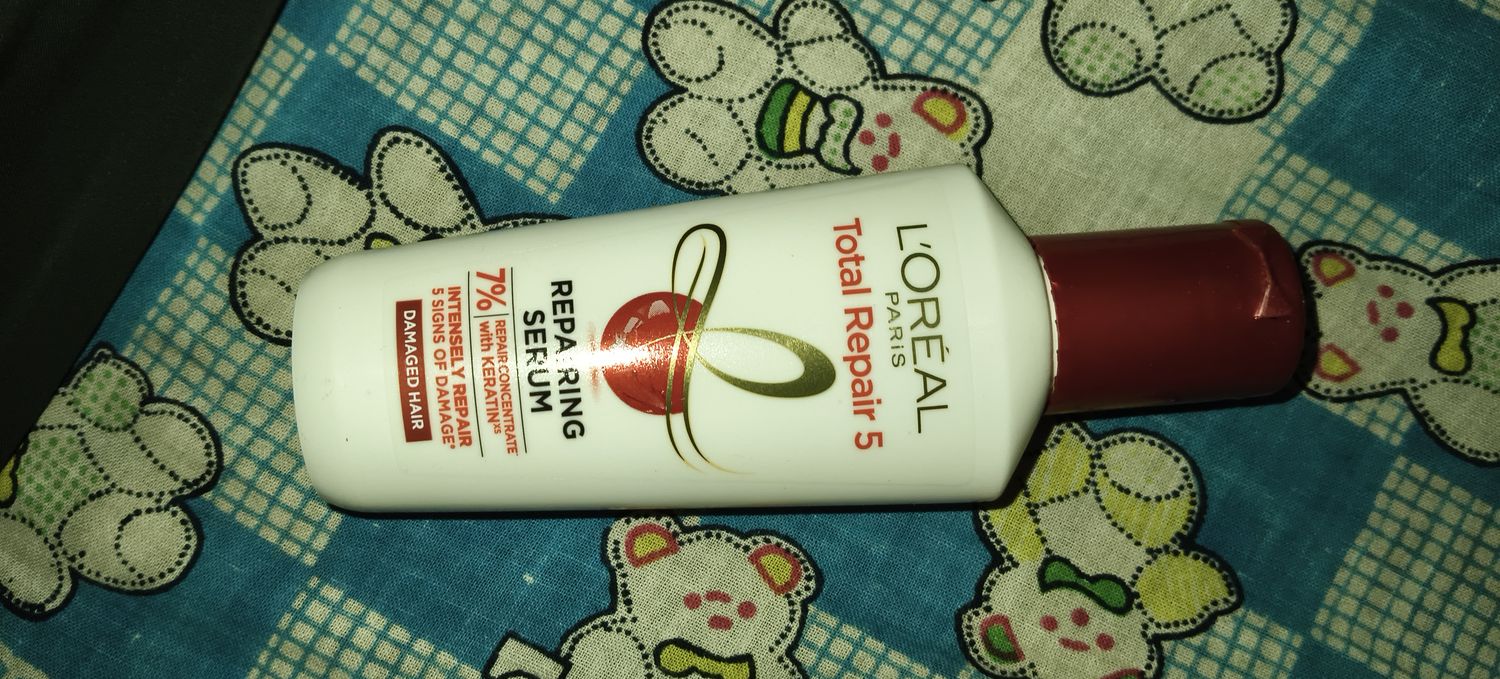 L'ORÉAL
PARIS
Total Repair 5
REPAIRING
SERUM
7% REPAIR CONCENTRATE
with KERATIN XS
INTENSELY REPAIR
5 SIGNS OF DAMAGE*
DAMAGED HAIR